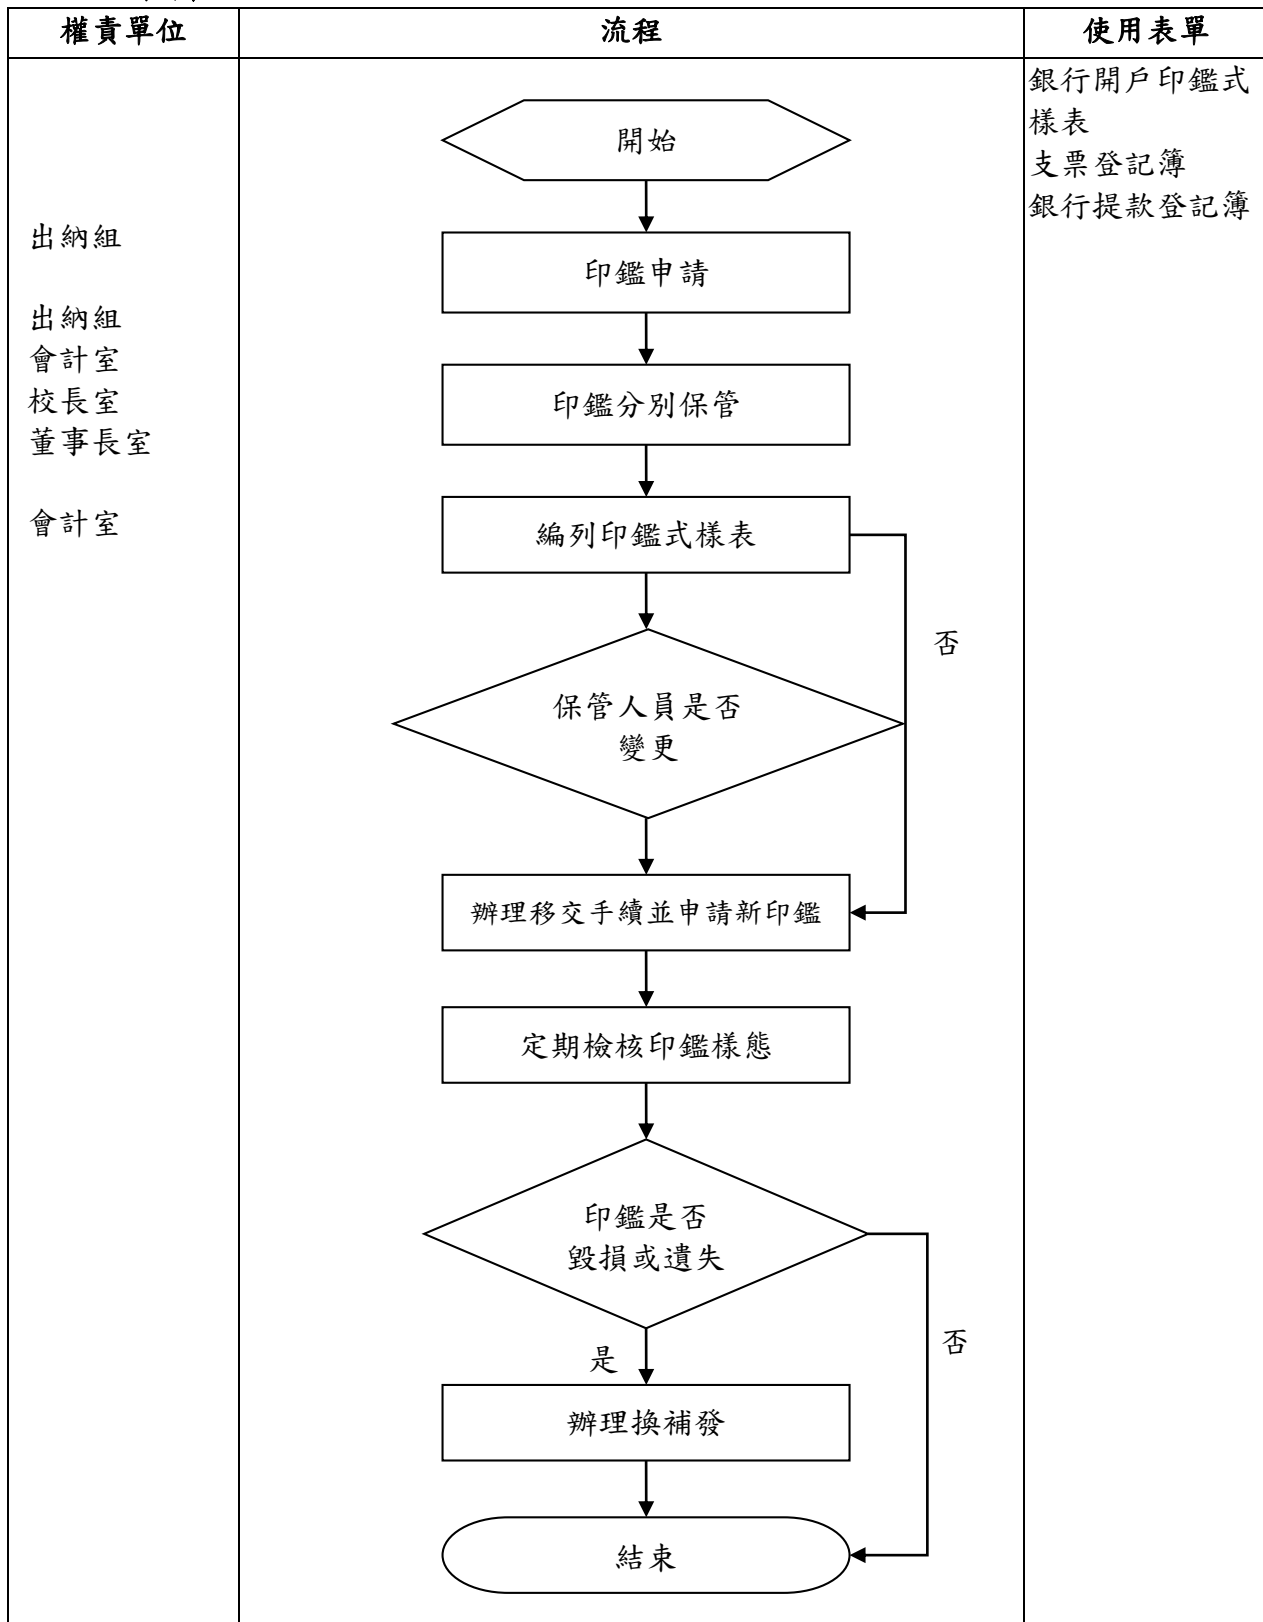 權責單位
流程
使用表單
出納組
出納組
會計室
校長室
董事長室
會計室
開始
印鑑申請
印鑑分別保管
編列印鑑式樣表
否
保管人員是否
變更
辦理移交手續並申請新印鑑
定期檢核印鑑樣態
印鑑是否
毀損或遺失
否
是
辦理換補發
結束
銀行開戶印鑑式
樣表
支票登記簿
銀行提款登記簿